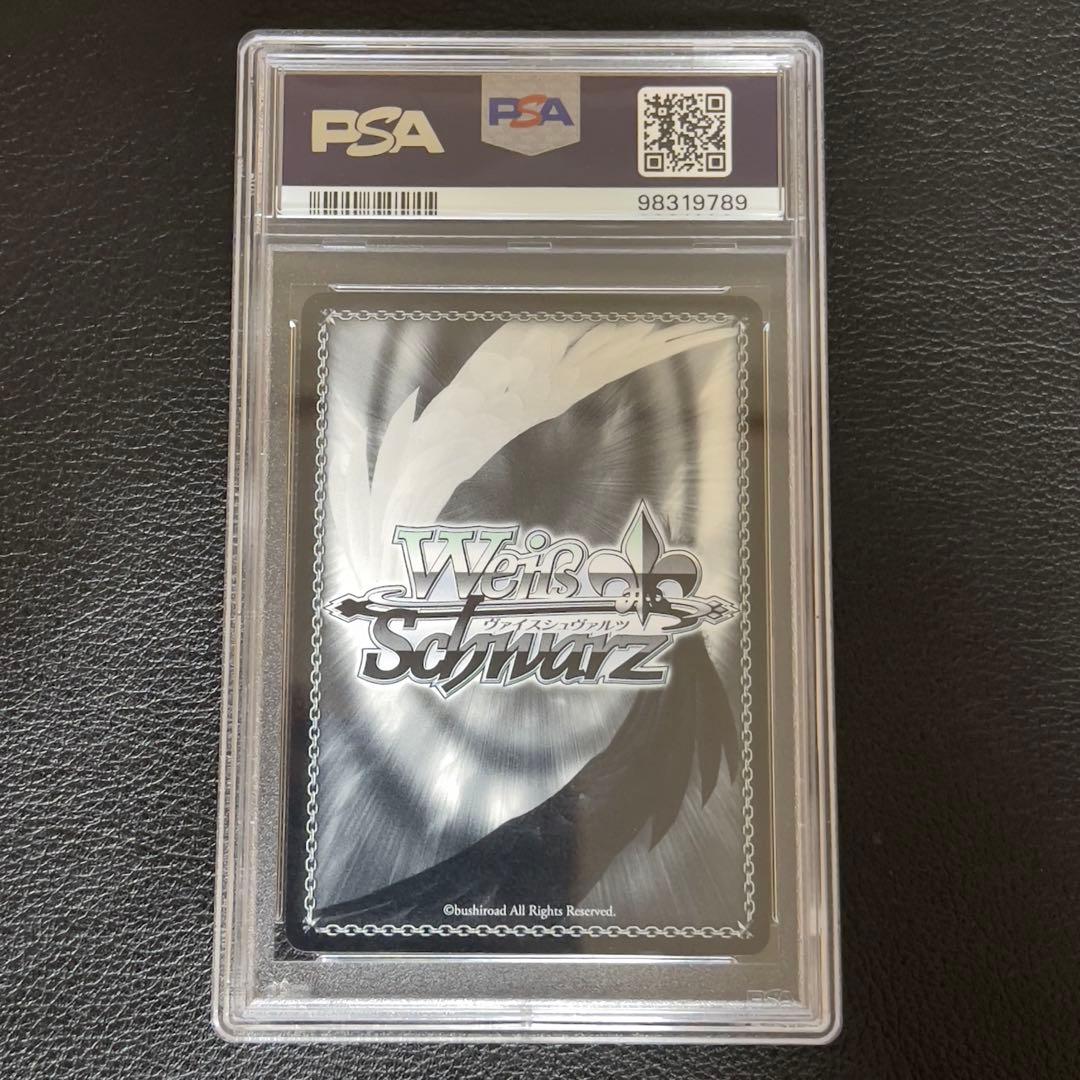 PSA
PSA
98319789
Weiß
ヴァイスシュヴァルツ
Schwarz
©bushiroad All Rights Reserved.
PSA